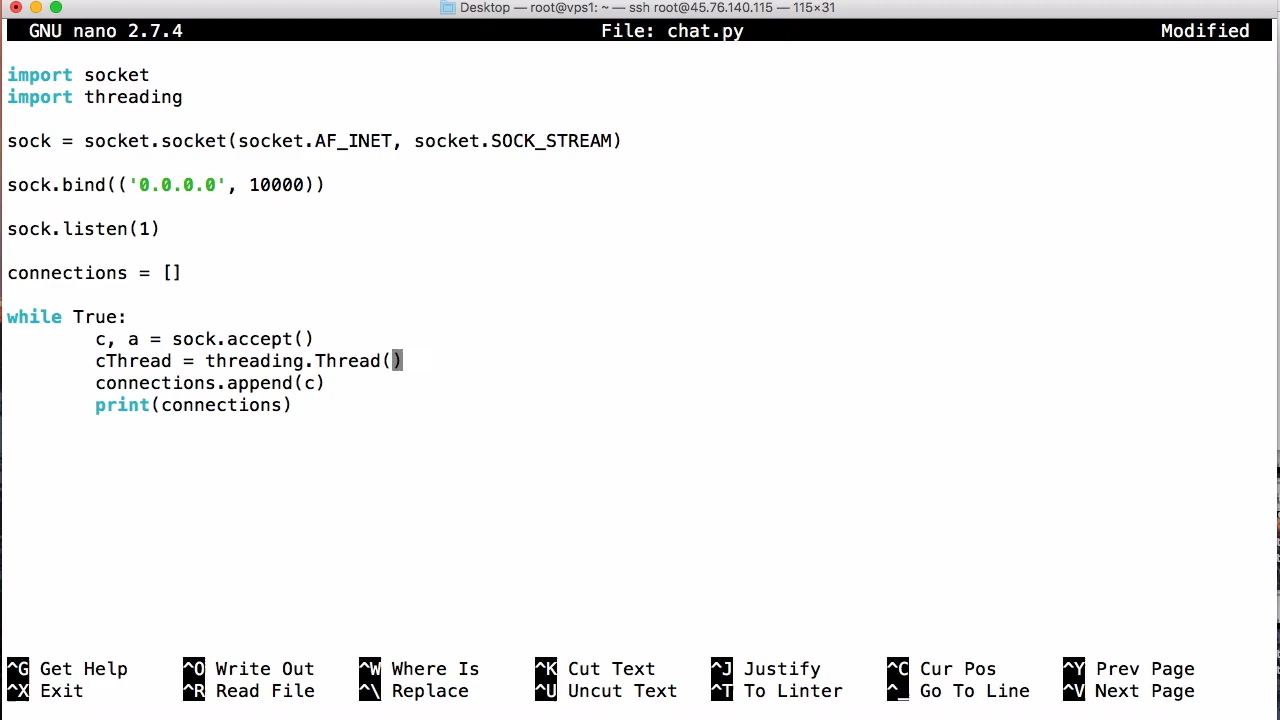 Desktop — root@vps1: ~ — ssh root@45.76.140.115 — 115×31
GNU nano 2.7.4 File: chat.py Modified
import socket
import threading
sock = socket.socket(socket.AF_INET, socket.SOCK_STREAM)
sock.bind(('0.0.0.0', 10000))
sock.listen(1)
connections = []
while True:
        c, a = sock.accept()
        cThread = threading.Thread()
        connections.append(c)
        print(connections)
^G Get Help ^O Write Out ^W Where Is ^K Cut Text ^J Justify ^C Cur Pos ^Y Prev Page
^X Exit ^R Read File ^\ Replace ^U Uncut Text ^T To Linter ^_ Go To Line ^V Next Page